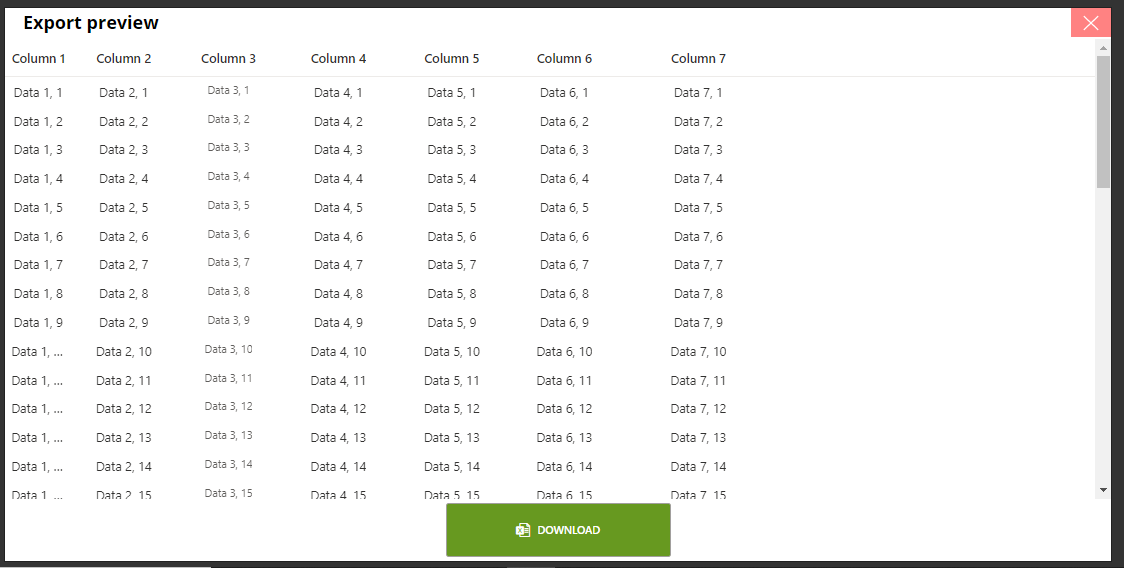 Export preview
Column 1 Column 2 Column 3 Column 4 Column 5 Column 6 Column 7
Data 1, 1 Data 2, 1 Data 3, 1 Data 4, 1 Data 5, 1 Data 6, 1 Data 7, 1
Data 1, 2 Data 2, 2 Data 3, 2 Data 4, 2 Data 5, 2 Data 6, 2 Data 7, 2
Data 1, 3 Data 2, 3 Data 3, 3 Data 4, 3 Data 5, 3 Data 6, 3 Data 7, 3
Data 1, 4 Data 2, 4 Data 3, 4 Data 4, 4 Data 5, 4 Data 6, 4 Data 7, 4
Data 1, 5 Data 2, 5 Data 3, 5 Data 4, 5 Data 5, 5 Data 6, 5 Data 7, 5
Data 1, 6 Data 2, 6 Data 3, 6 Data 4, 6 Data 5, 6 Data 6, 6 Data 7, 6
Data 1, 7 Data 2, 7 Data 3, 7 Data 4, 7 Data 5, 7 Data 6, 7 Data 7, 7
Data 1, 8 Data 2, 8 Data 3, 8 Data 4, 8 Data 5, 8 Data 6, 8 Data 7, 8
Data 1, 9 Data 2, 9 Data 3, 9 Data 4, 9 Data 5, 9 Data 6, 9 Data 7, 9
Data 1, ... Data 2, 10 Data 3, 10 Data 4, 10 Data 5, 10 Data 6, 10 Data 7, 10
Data 1, ... Data 2, 11 Data 3, 11 Data 4, 11 Data 5, 11 Data 6, 11 Data 7, 11
Data 1, ... Data 2, 12 Data 3, 12 Data 4, 12 Data 5, 12 Data 6, 12 Data 7, 12
Data 1, ... Data 2, 13 Data 3, 13 Data 4, 13 Data 5, 13 Data 6, 13 Data 7, 13
Data 1, ... Data 2, 14 Data 3, 14 Data 4, 14 Data 5, 14 Data 6, 14 Data 7, 14
Data 1, ... Data 2, 15 Data 3, 15 Data 4, 15 Data 5, 15 Data 6, 15 Data 7, 15
DOWNLOAD